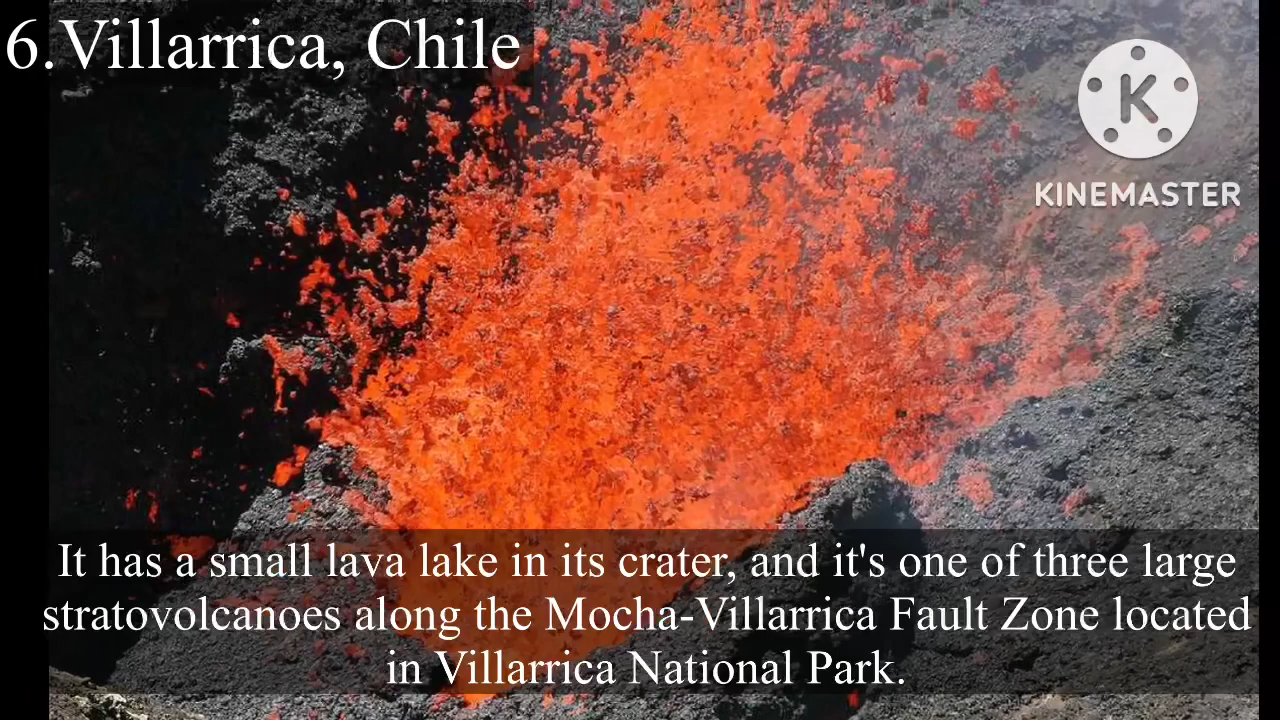 6.Villarrica, Chile
K
KINEMASTER
It has a small lava lake in its crater, and it's one of three large
stratovolcanoes along the Mocha-Villarrica Fault Zone located
in Villarrica National Park.